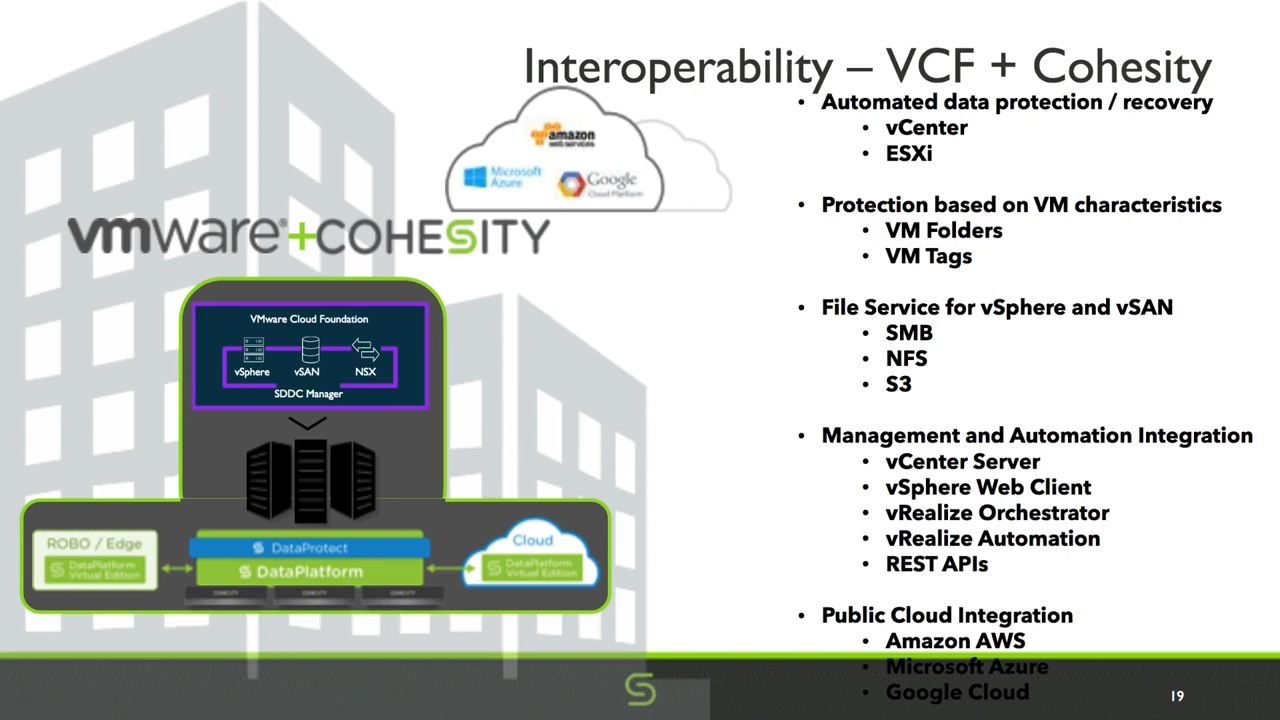 Interoperability – VCF + Cohesity
• Automated data protection / recovery
• vCenter
• ESXi
• Protection based on VM characteristics
• VM Folders
• VM Tags
• File Service for vSphere and vSAN
• SMB
• NFS
• S3
• Management and Automation Integration
• vCenter Server
• vSphere Web Client
• vRealize Orchestrator
• vRealize Automation
• REST APIs
• Public Cloud Integration
• Amazon AWS
• Microsoft Azure
• Google Cloud
amazon
web services
Microsoft
Azure
Google
Cloud Platform
vmware®+COHESITY
VMware Cloud Foundation
vSphere
vSAN
NSX
SDDC Manager
ROBO / Edge
DataPlatform
Virtual Edition
DataProtect
DataPlatform
COHESITY
COHESITY
COHESITY
Cloud
DataPlatform
Virtual Edition
19